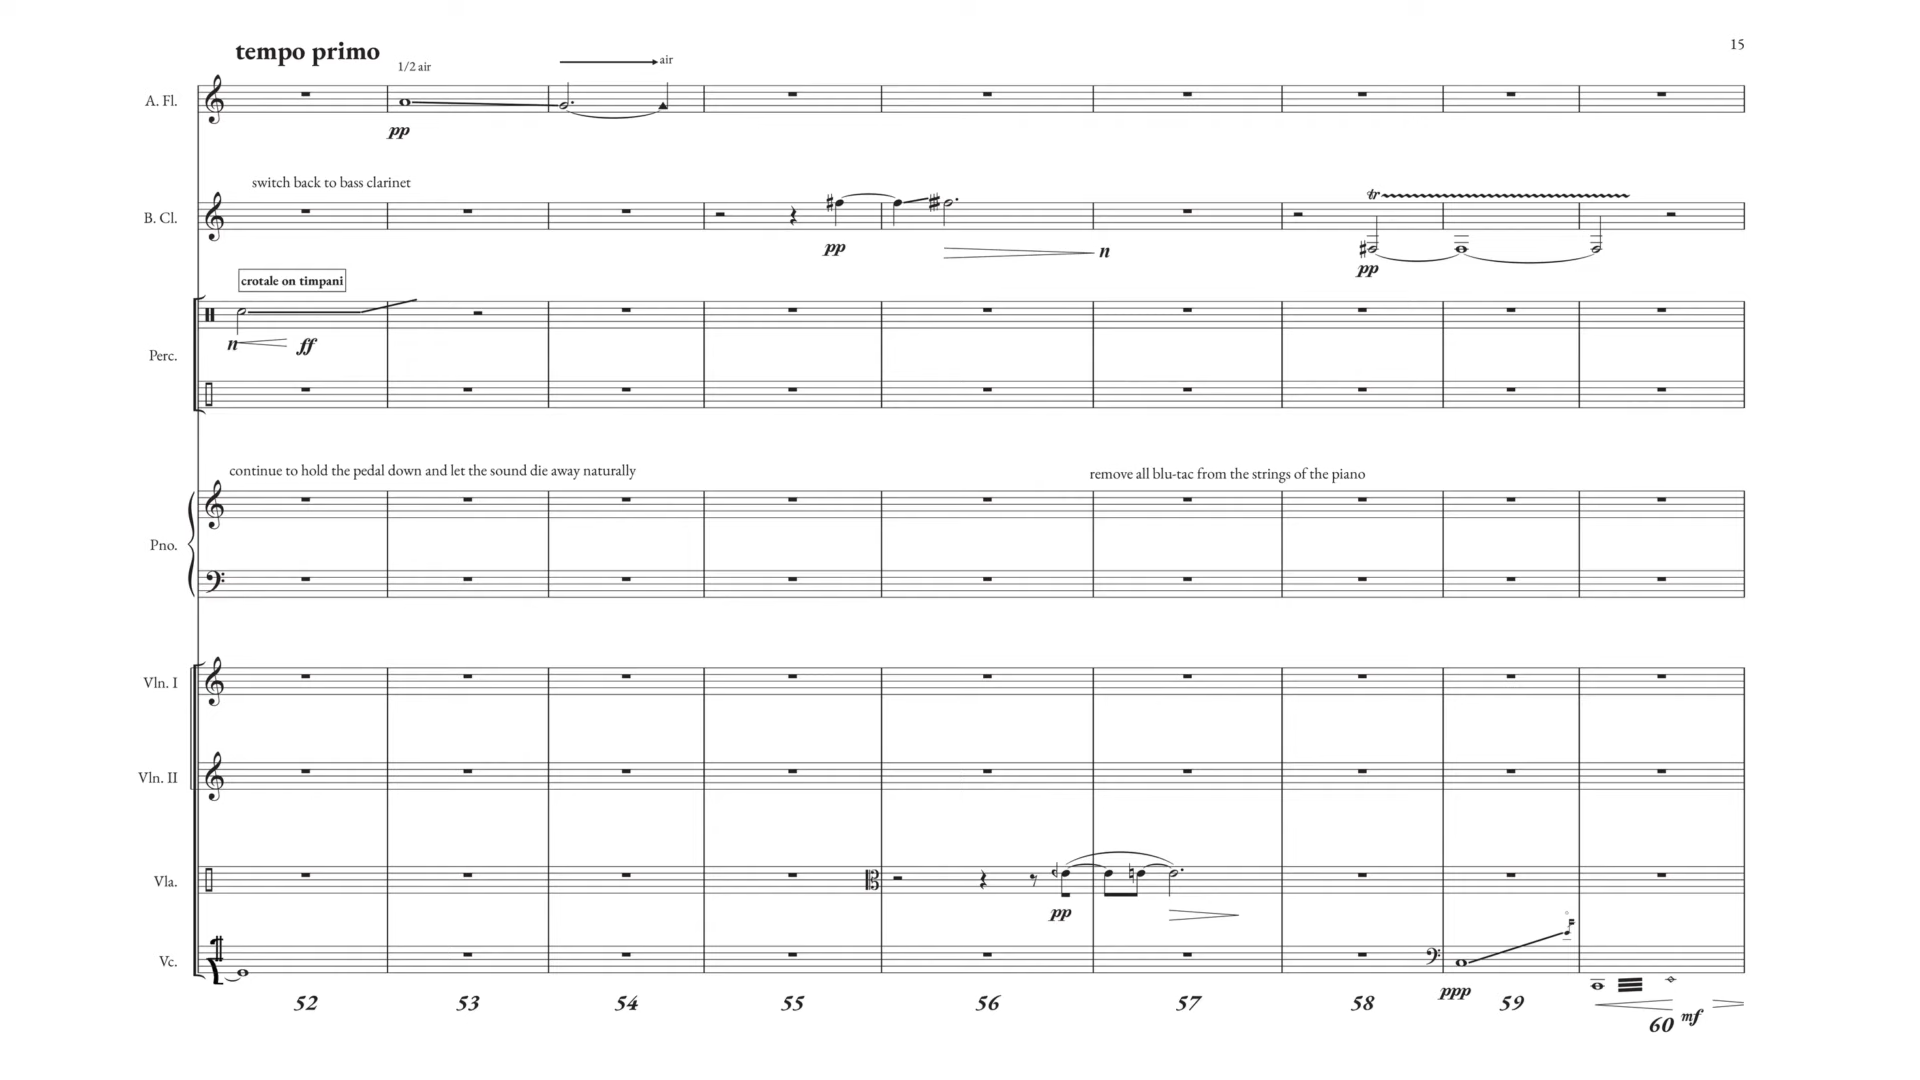 15
tempo primo
1/2 air
air
A. Fl.
pp
switch back to bass clarinet
tr
B. Cl.
pp
n
pp
crotale on timpani
n ff
Perc.
continue to hold the pedal down and let the sound die away naturally
remove all blu-tac from the strings of the piano
Pno.
Vln. I
Vln. II
Vla.
pp
Vc.
ppp
mf
52 53 54 55 56 57 58 59 60